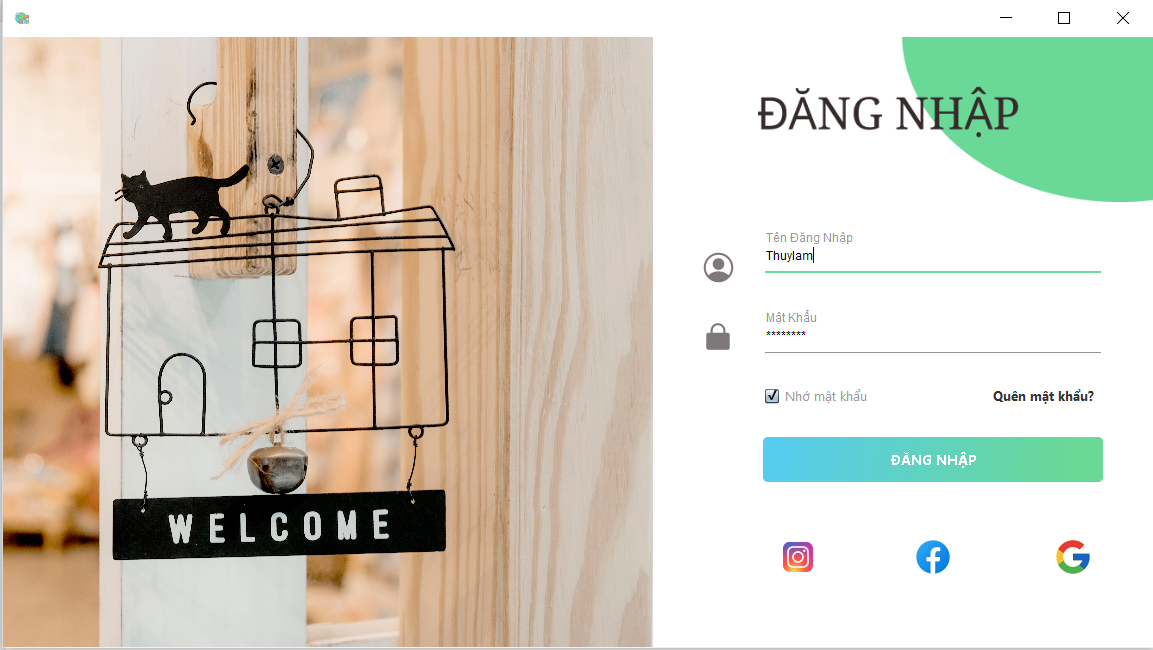 WELCOME
ĐĂNG NHẬP
Tên Đăng Nhập
Thuylam
Mật Khẩu
********
Nhớ mật khẩu
Quên mật khẩu?
ĐĂNG NHẬP